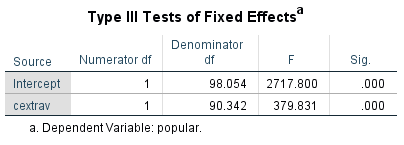 Type III Tests of Fixed Effectsa
Source Numerator df Denominator df F Sig.
Intercept 1 98.054 2717.800 .000
cextrav 1 90.342 379.831 .000
a. Dependent Variable: popular.